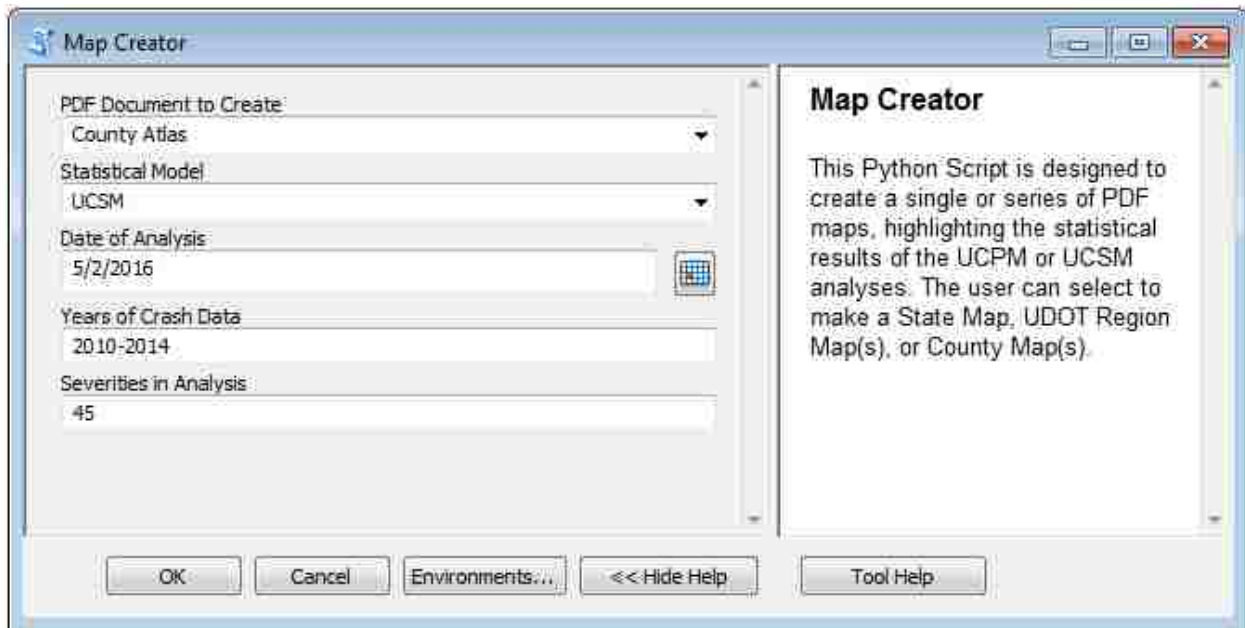 Map Creator
PDF Document to Create
County Atlas
Statistical Model
UCSM
Date of Analysis
5/2/2016
Years of Crash Data
2010-2014
Severities in Analysis
45
Map Creator
This Python Script is designed to
create a single or series of PDF
maps, highlighting the statistical
results of the UCPM or UCSM
analyses. The user can select to
make a State Map, UDOT Region
Map(s), or County Map(s).
OK
Cancel
Environments...
<< Hide Help
Tool Help